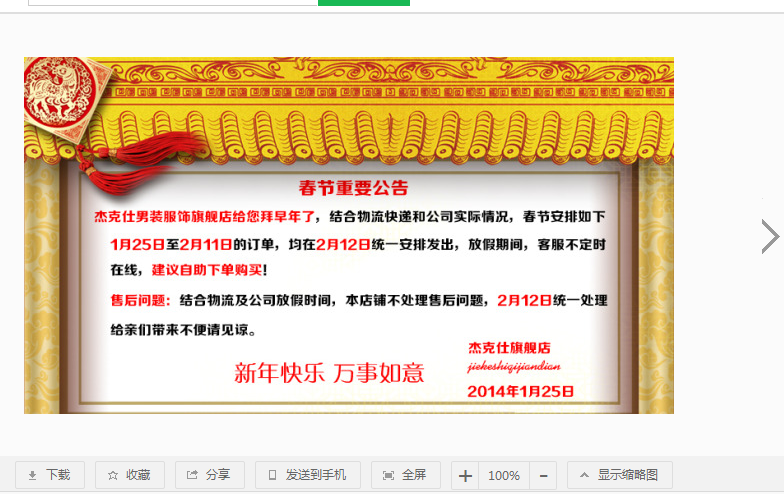 春节重要公告
杰克仕男装服饰旗舰店给您拜早年了，结合物流快递和公司实际情况，春节安排如下
1月25日至2月11日的订单，均在2月12日统一安排发出，放假期间，客服不定时
在线，建议自助下单购买!
售后问题：结合物流及公司放假时间，本店铺不处理售后问题，2月12日统一处理
给亲们带来不便请见谅。
新年快乐 万事如意
杰克仕旗舰店
jiekeshiqijiandian
2014年1月25日
下载 收藏 分享 发送到手机 全屏 100% 显示缩略图